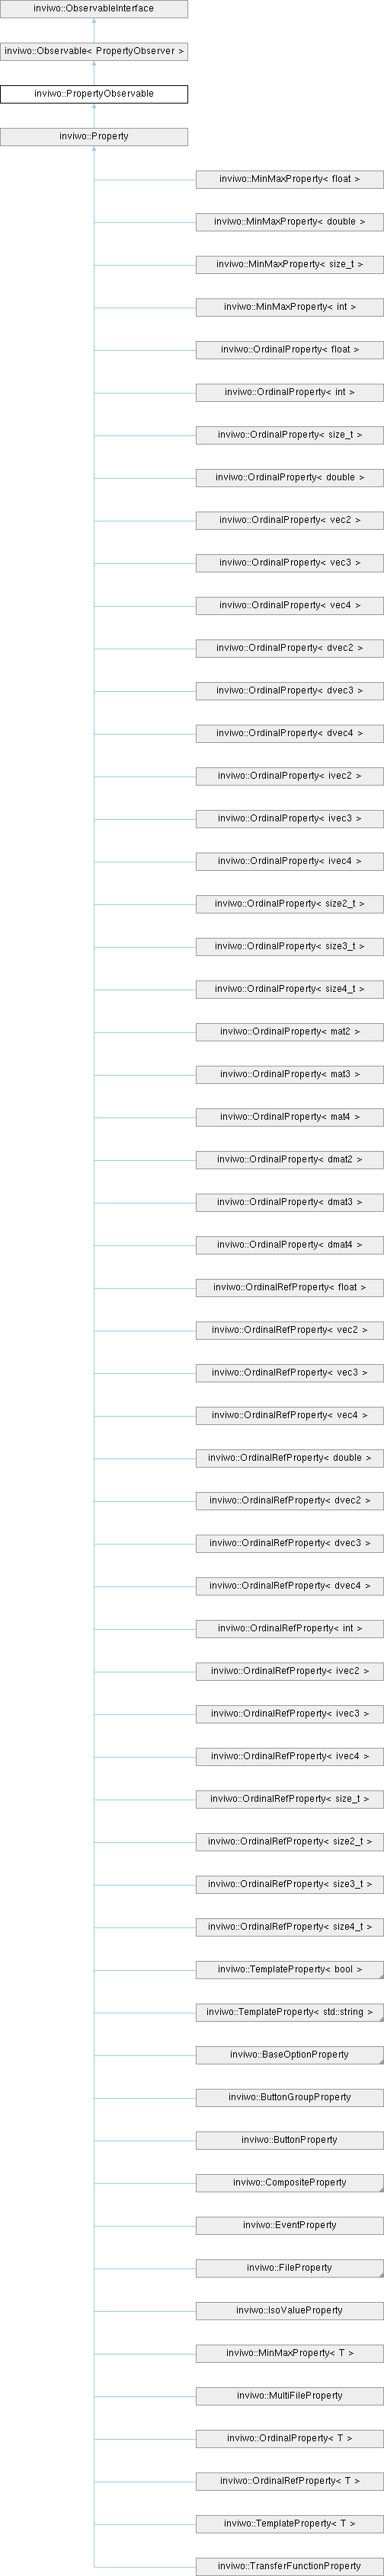 inviwo::ObservableInterface
inviwo::Observable< PropertyObserver >
inviwo::PropertyObservable
inviwo::Property
inviwo::MinMaxProperty< float >
inviwo::MinMaxProperty< double >
inviwo::MinMaxProperty< size_t >
inviwo::MinMaxProperty< int >
inviwo::OrdinalProperty< float >
inviwo::OrdinalProperty< int >
inviwo::OrdinalProperty< size_t >
inviwo::OrdinalProperty< double >
inviwo::OrdinalProperty< vec2 >
inviwo::OrdinalProperty< vec3 >
inviwo::OrdinalProperty< vec4 >
inviwo::OrdinalProperty< dvec2 >
inviwo::OrdinalProperty< dvec3 >
inviwo::OrdinalProperty< dvec4 >
inviwo::OrdinalProperty< ivec2 >
inviwo::OrdinalProperty< ivec3 >
inviwo::OrdinalProperty< ivec4 >
inviwo::OrdinalProperty< size2_t >
inviwo::OrdinalProperty< size3_t >
inviwo::OrdinalProperty< size4_t >
inviwo::OrdinalProperty< mat2 >
inviwo::OrdinalProperty< mat3 >
inviwo::OrdinalProperty< mat4 >
inviwo::OrdinalProperty< dmat2 >
inviwo::OrdinalProperty< dmat3 >
inviwo::OrdinalProperty< dmat4 >
inviwo::OrdinalRefProperty< float >
inviwo::OrdinalRefProperty< vec2 >
inviwo::OrdinalRefProperty< vec3 >
inviwo::OrdinalRefProperty< vec4 >
inviwo::OrdinalRefProperty< double >
inviwo::OrdinalRefProperty< dvec2 >
inviwo::OrdinalRefProperty< dvec3 >
inviwo::OrdinalRefProperty< dvec4 >
inviwo::OrdinalRefProperty< int >
inviwo::OrdinalRefProperty< ivec2 >
inviwo::OrdinalRefProperty< ivec3 >
inviwo::OrdinalRefProperty< ivec4 >
inviwo::OrdinalRefProperty< size_t >
inviwo::OrdinalRefProperty< size2_t >
inviwo::OrdinalRefProperty< size3_t >
inviwo::OrdinalRefProperty< size4_t >
inviwo::TemplateProperty< bool >
inviwo::TemplateProperty< std::string >
inviwo::BaseOptionProperty
inviwo::ButtonGroupProperty
inviwo::ButtonProperty
inviwo::CompositeProperty
inviwo::EventProperty
inviwo::FileProperty
inviwo::IsoValueProperty
inviwo::MinMaxProperty< T >
inviwo::MultiFileProperty
inviwo::OrdinalProperty< T >
inviwo::OrdinalRefProperty< T >
inviwo::TemplateProperty< T >
inviwo::TransferFunctionProperty